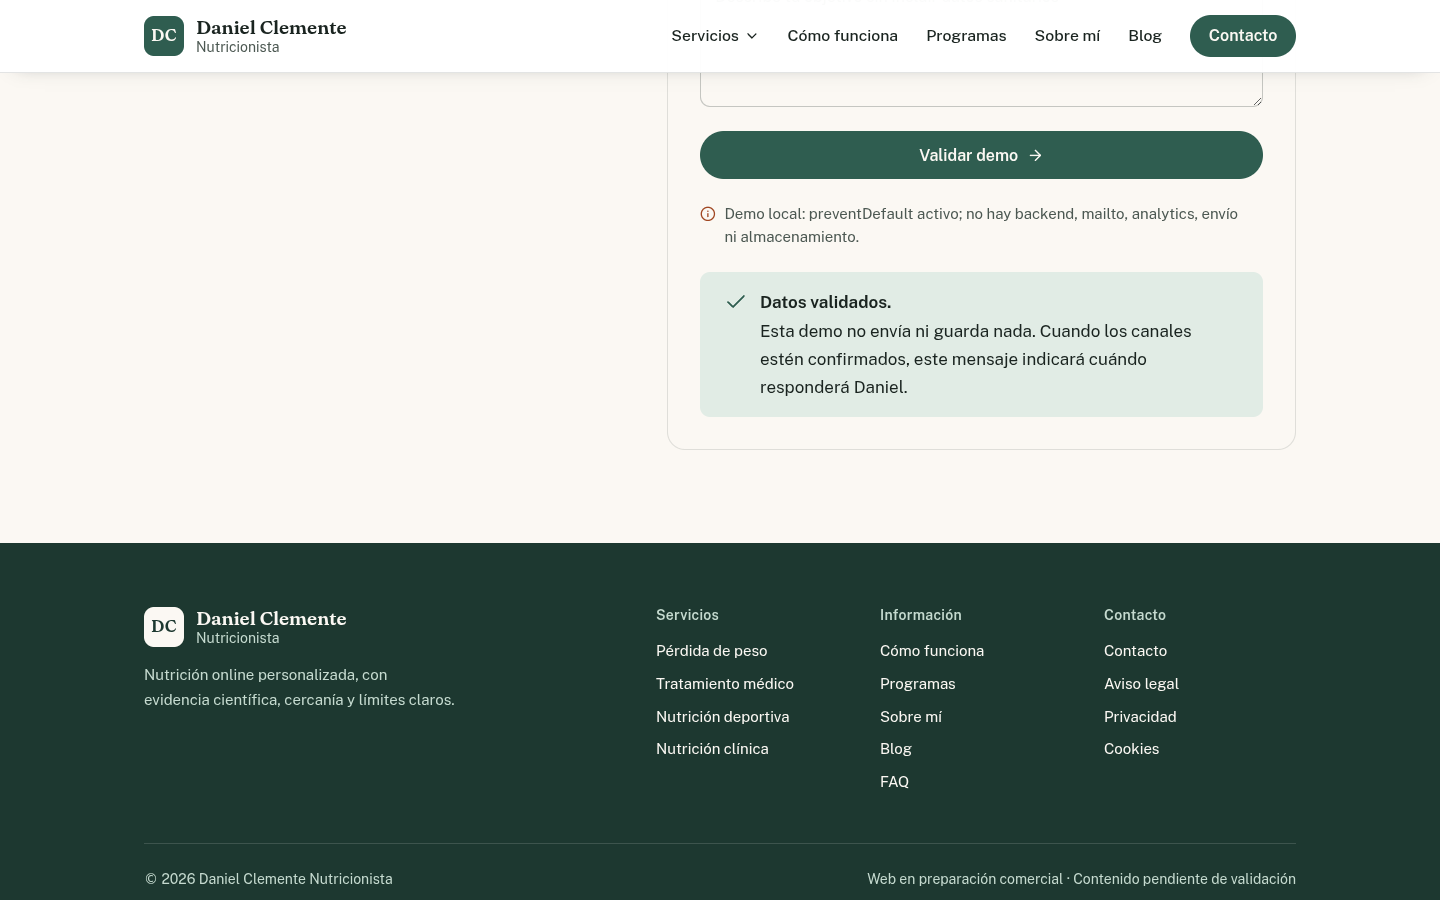 DC
Daniel Clemente
Nutricionista
Servicios
Cómo funciona
Programas
Sobre mí
Blog
Contacto
Validar demo
Demo local: preventDefault activo; no hay backend, mailto, analytics, envío
ni almacenamiento.
Datos validados.
Esta demo no envía ni guarda nada. Cuando los canales
estén confirmados, este mensaje indicará cuándo
responderá Daniel.
DC
Daniel Clemente
Nutricionista
Nutrición online personalizada, con
evidencia científica, cercanía y límites claros.
Servicios
Pérdida de peso
Tratamiento médico
Nutrición deportiva
Nutrición clínica
Información
Cómo funciona
Programas
Sobre mí
Blog
FAQ
Contacto
Contacto
Aviso legal
Privacidad
Cookies
© 2026 Daniel Clemente Nutricionista
Web en preparación comercial · Contenido pendiente de validación